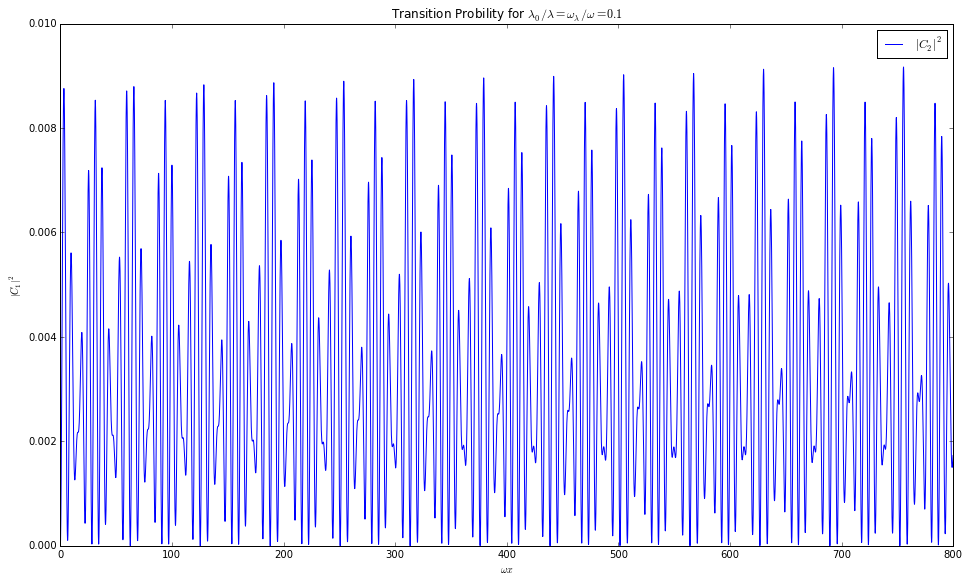 Transition Probility for λ₀/λ=ω_λ/ω=0.1
0.010
|C₂|²
0.008
0.006
|C₁|²
0.004
0.002
0.000
0 100 200 300 400 500 600 700 800
ωx